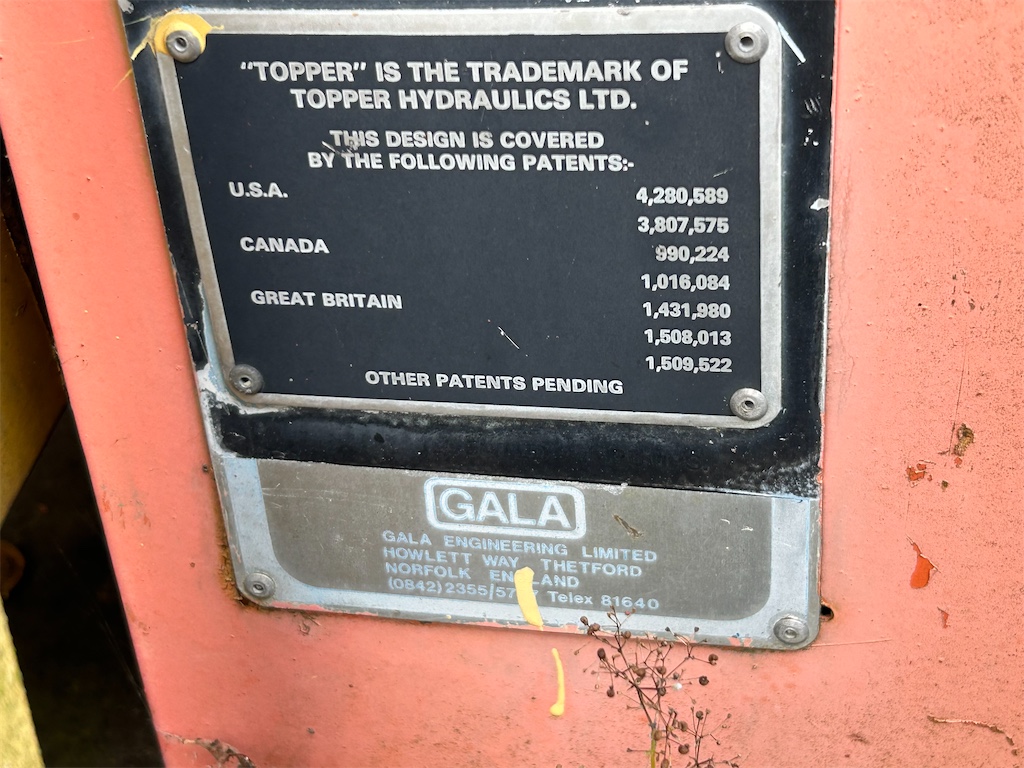 "TOPPER" IS THE TRADEMARK OF
TOPPER HYDRAULICS LTD.
THIS DESIGN IS COVERED
BY THE FOLLOWING PATENTS:-
U.S.A. 4,280,589
3,807,575
CANADA 990,224
1,016,084
GREAT BRITAIN 1,431,980
1,508,013
1,509,522
OTHER PATENTS PENDING
GALA
GALA ENGINEERING LIMITED
HOWLETT WAY THETFORD
NORFOLK ENGLAND
(0842) Telex 81640